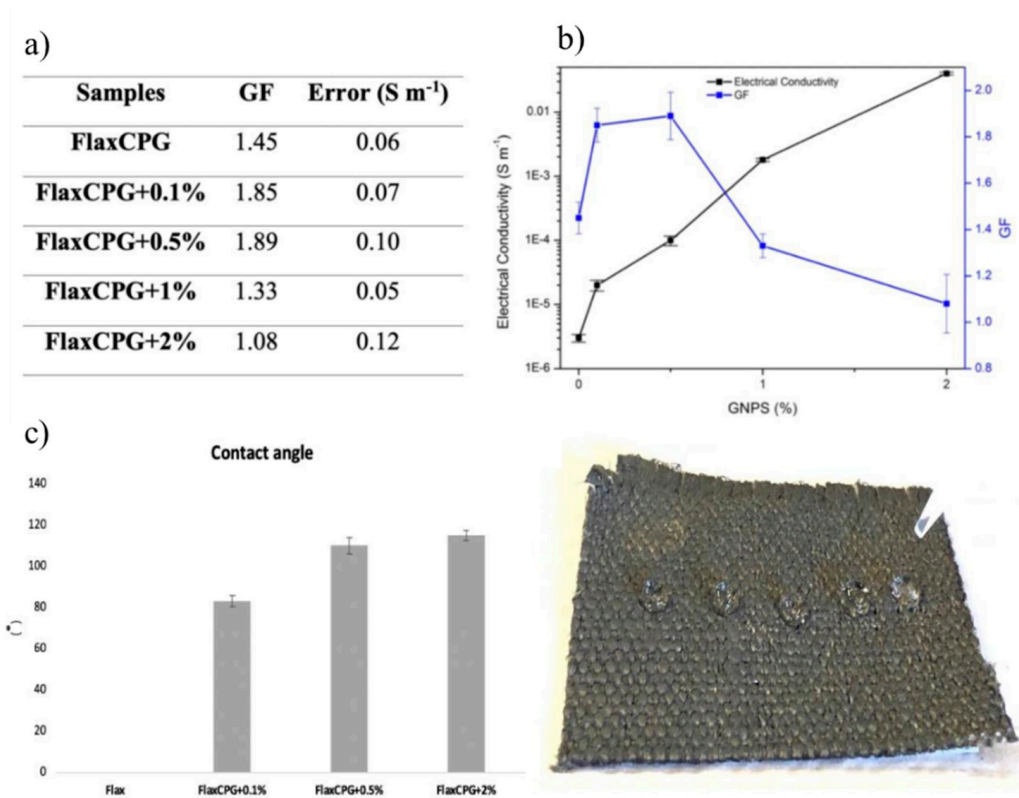 a)
Samples GF Error (S m⁻¹)
FlaxCPG 1.45 0.06
FlaxCPG+0.1% 1.85 0.07
FlaxCPG+0.5% 1.89 0.10
FlaxCPG+1% 1.33 0.05
FlaxCPG+2% 1.08 0.12
b)
Electrical Conductivity
GF
Electrical Conductivity (S m⁻¹)
0.01
1E-3
1E-4
1E-5
1E-6
2.0
1.8
1.6
1.4
1.2
1.0
0.8
GF
0 1 2
GNPS (%)
c)
Contact angle
140
120
100
80
60
40
20
0
(°)
Flax FlaxCPG+0.1% FlaxCPG+0.5% FlaxCPG+2%